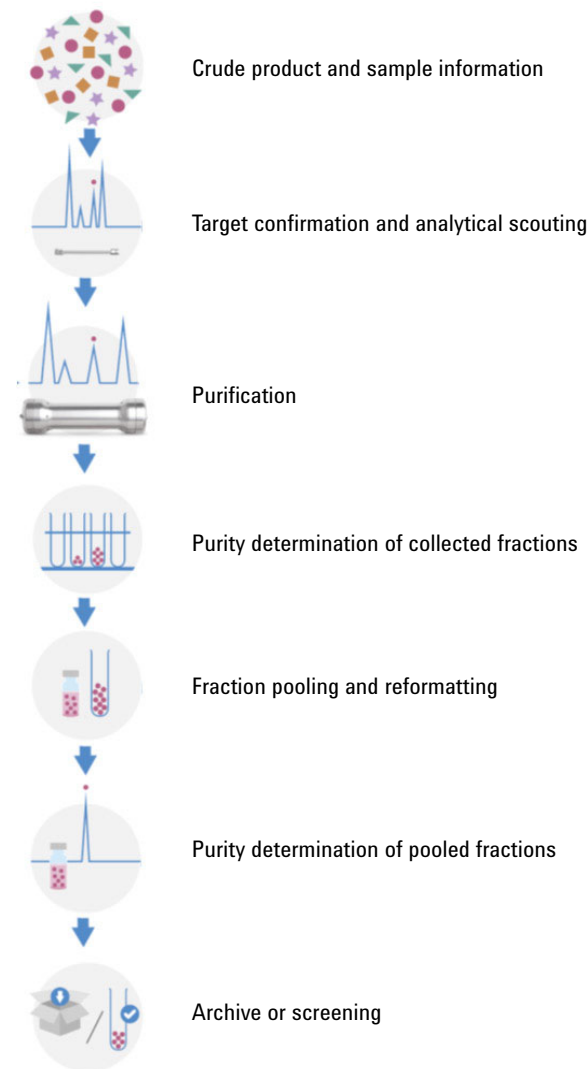 Crude product and sample information
Target confirmation and analytical scouting
Purification
Purity determination of collected fractions
Fraction pooling and reformatting
Purity determination of pooled fractions
Archive or screening